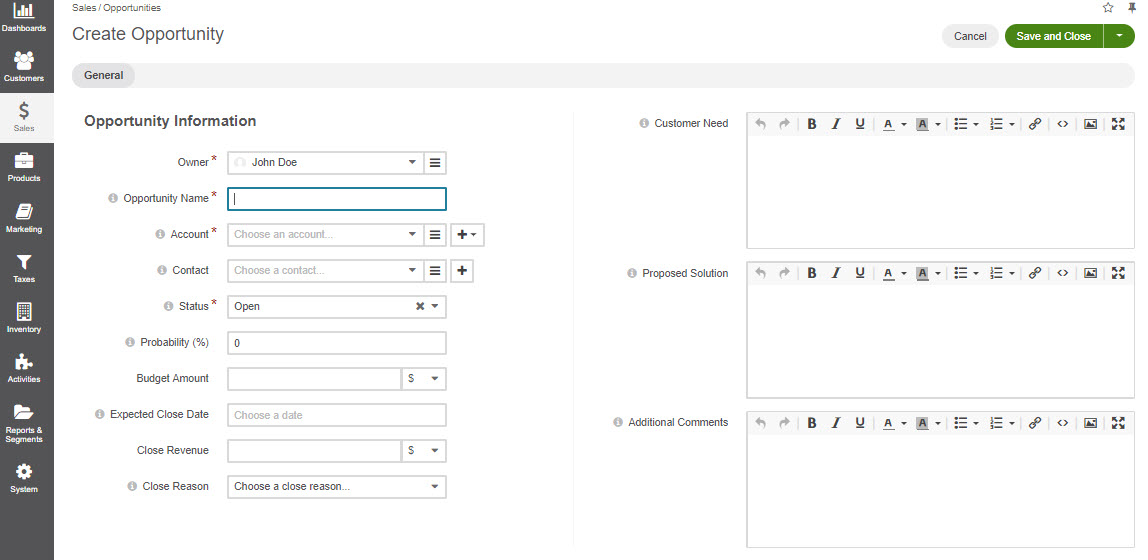 Dashboards
Customers
$
Sales
Products
Marketing
Taxes
Inventory
Activities
Reports &
Segments
System
Sales / Opportunities
Create Opportunity
Cancel
Save and Close
General
Opportunity Information
Owner *
John Doe
Opportunity Name *
Account *
Choose an account...
Contact
Choose a contact...
Status *
Open
Probability (%)
0
Budget Amount
$
Expected Close Date
Choose a date
Close Revenue
$
Close Reason
Choose a close reason...
Customer Need
B I U A A
Proposed Solution
B I U A A
Additional Comments
B I U A A